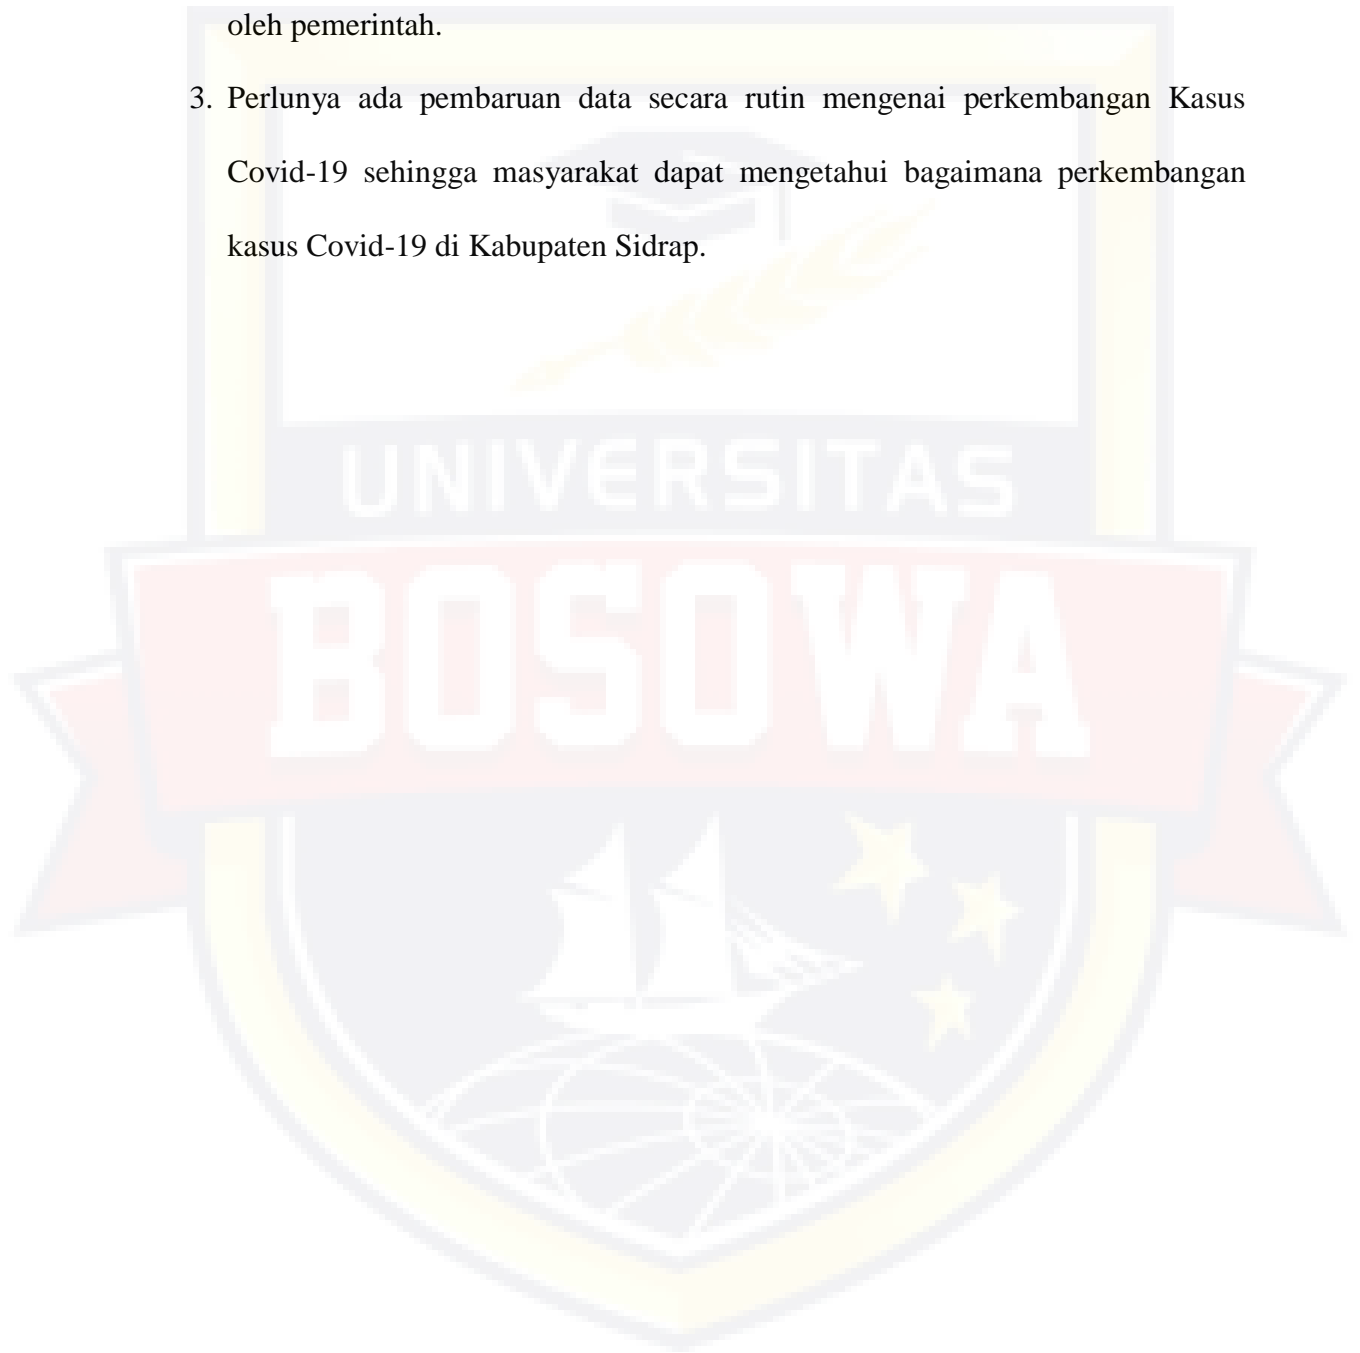 oleh pemerintah.
3. Perlunya ada pembaruan data secara rutin mengenai perkembangan Kasus
Covid-19 sehingga masyarakat dapat mengetahui bagaimana perkembangan
kasus Covid-19 di Kabupaten Sidrap.
UNIVERSITAS
BOSOWA